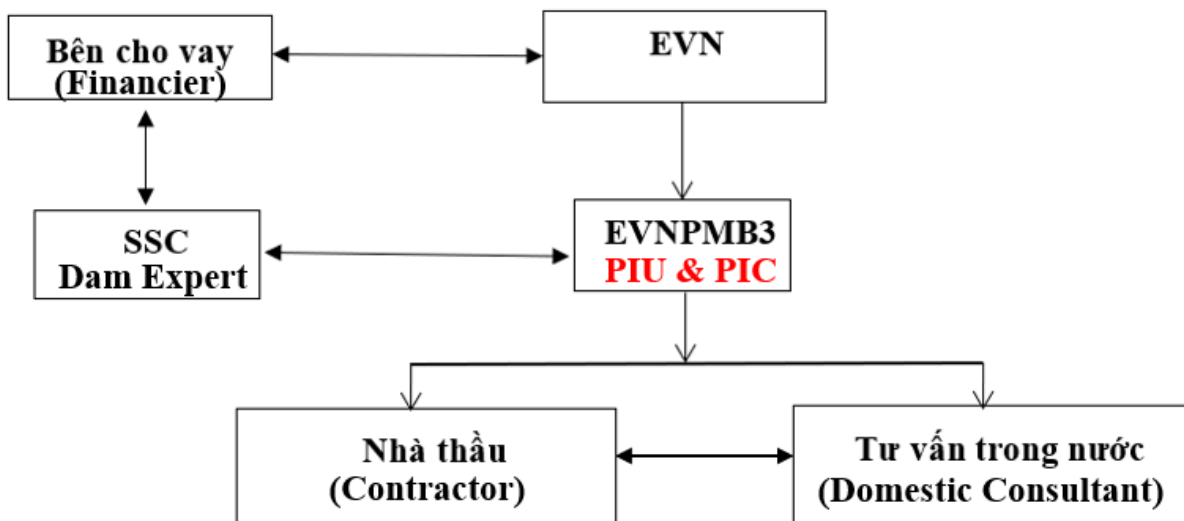 Bên cho vay
(Financier)
EVN
SSC
Dam Expert
EVNPMB3
PIU & PIC
Nhà thầu
(Contractor)
Tư vấn trong nước
(Domestic Consultant)